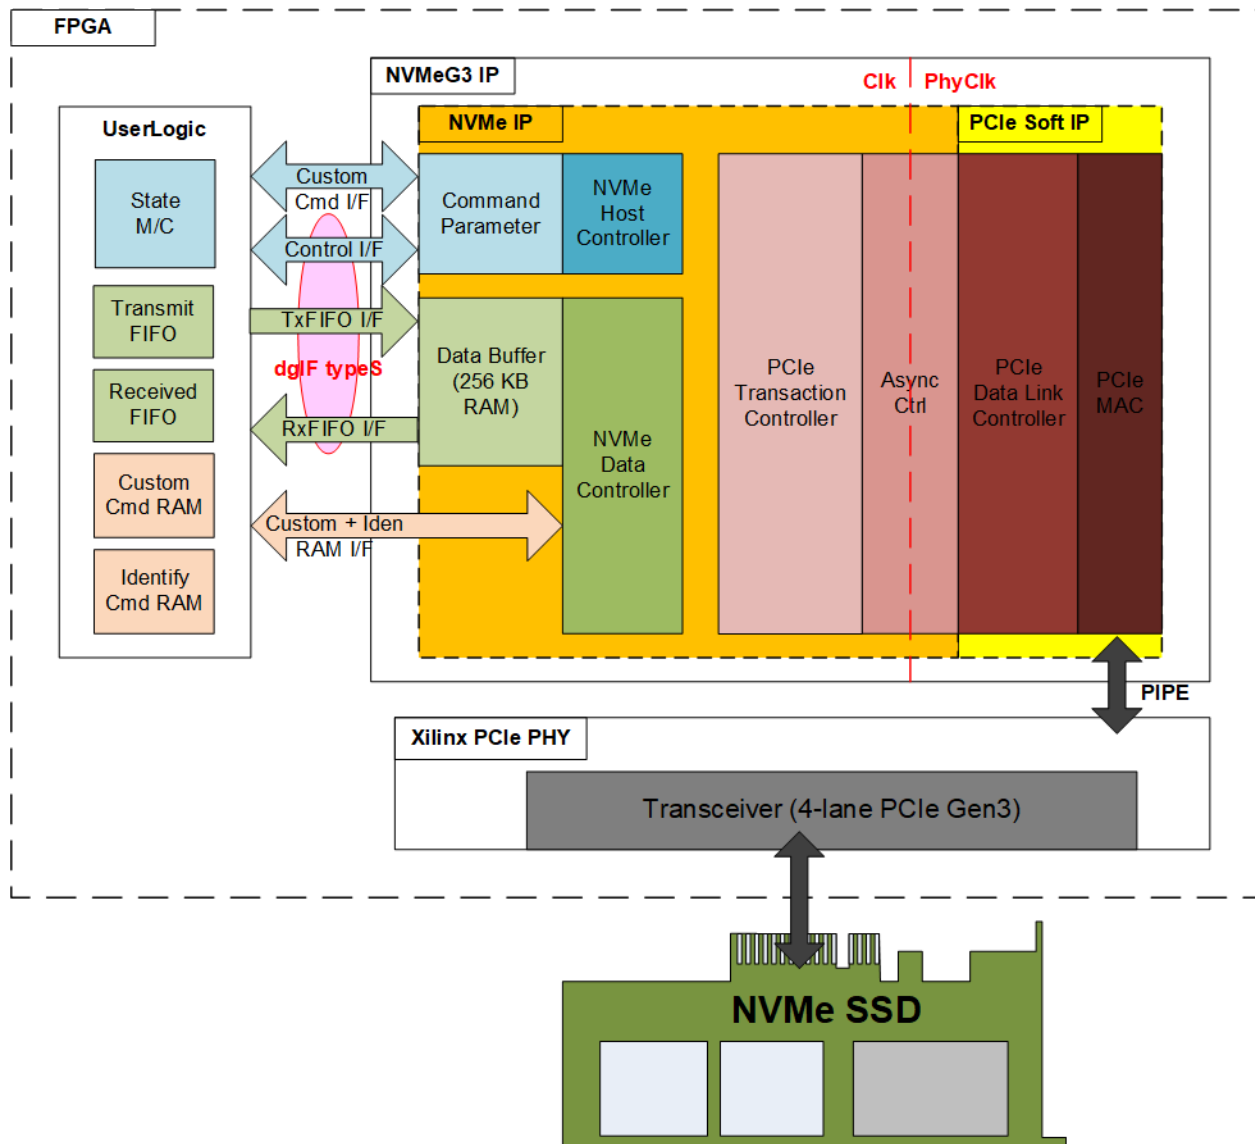 FPGA
NVMeG3 IP
Clk
PhyClk
UserLogic
NVMe IP
PCIe Soft IP
State
M/C
Custom
Cmd I/F
Control I/F
Command
Parameter
NVMe
Host
Controller
Transmit
FIFO
TxFIFO I/F
dgIF typeS
Received
FIFO
RxFIFO I/F
Data Buffer
(256 KB
RAM)
NVMe
Data
Controller
PCIe
Transaction
Controller
Async
Ctrl
PCIe
Data Link
Controller
PCIe
MAC
Custom
Cmd RAM
Custom + Iden
RAM I/F
Identify
Cmd RAM
PIPE
Xilinx PCIe PHY
Transceiver (4-lane PCIe Gen3)
NVMe SSD